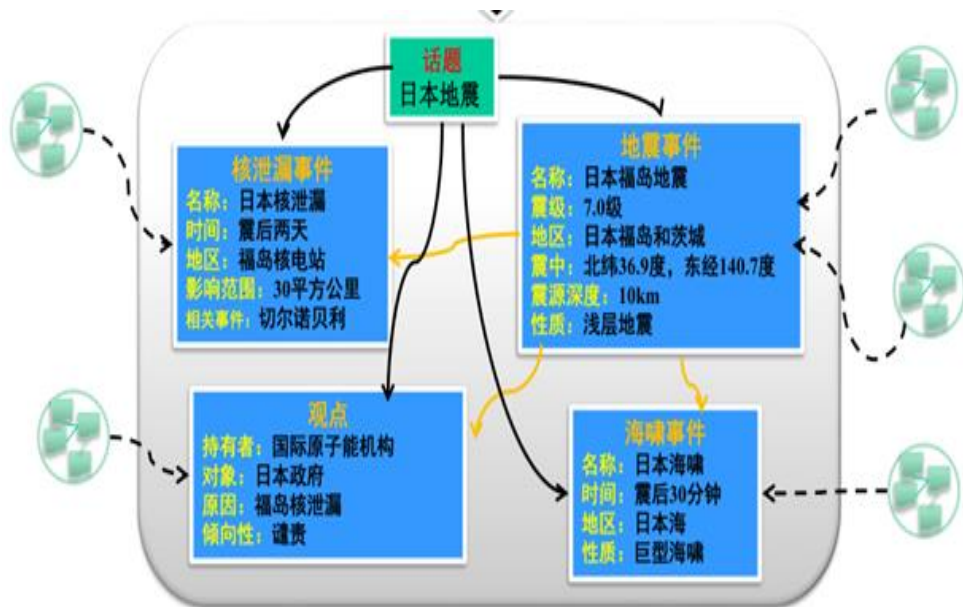 话题
日本地震
核泄漏事件
名称：日本核泄漏
时间：震后两天
地区：福岛核电站
影响范围：30平方公里
相关事件：切尔诺贝利
地震事件
名称：日本福岛地震
震级：7.0级
地区：日本福岛和茨城
震中：北纬36.9度，东经140.7度
震源深度：10km
性质：浅层地震
观点
持有者：国际原子能机构
对象：日本政府
原因：福岛核泄漏
倾向性：谴责
海啸事件
名称：日本海啸
时间：震后30分钟
地区：日本海
性质：巨型海啸